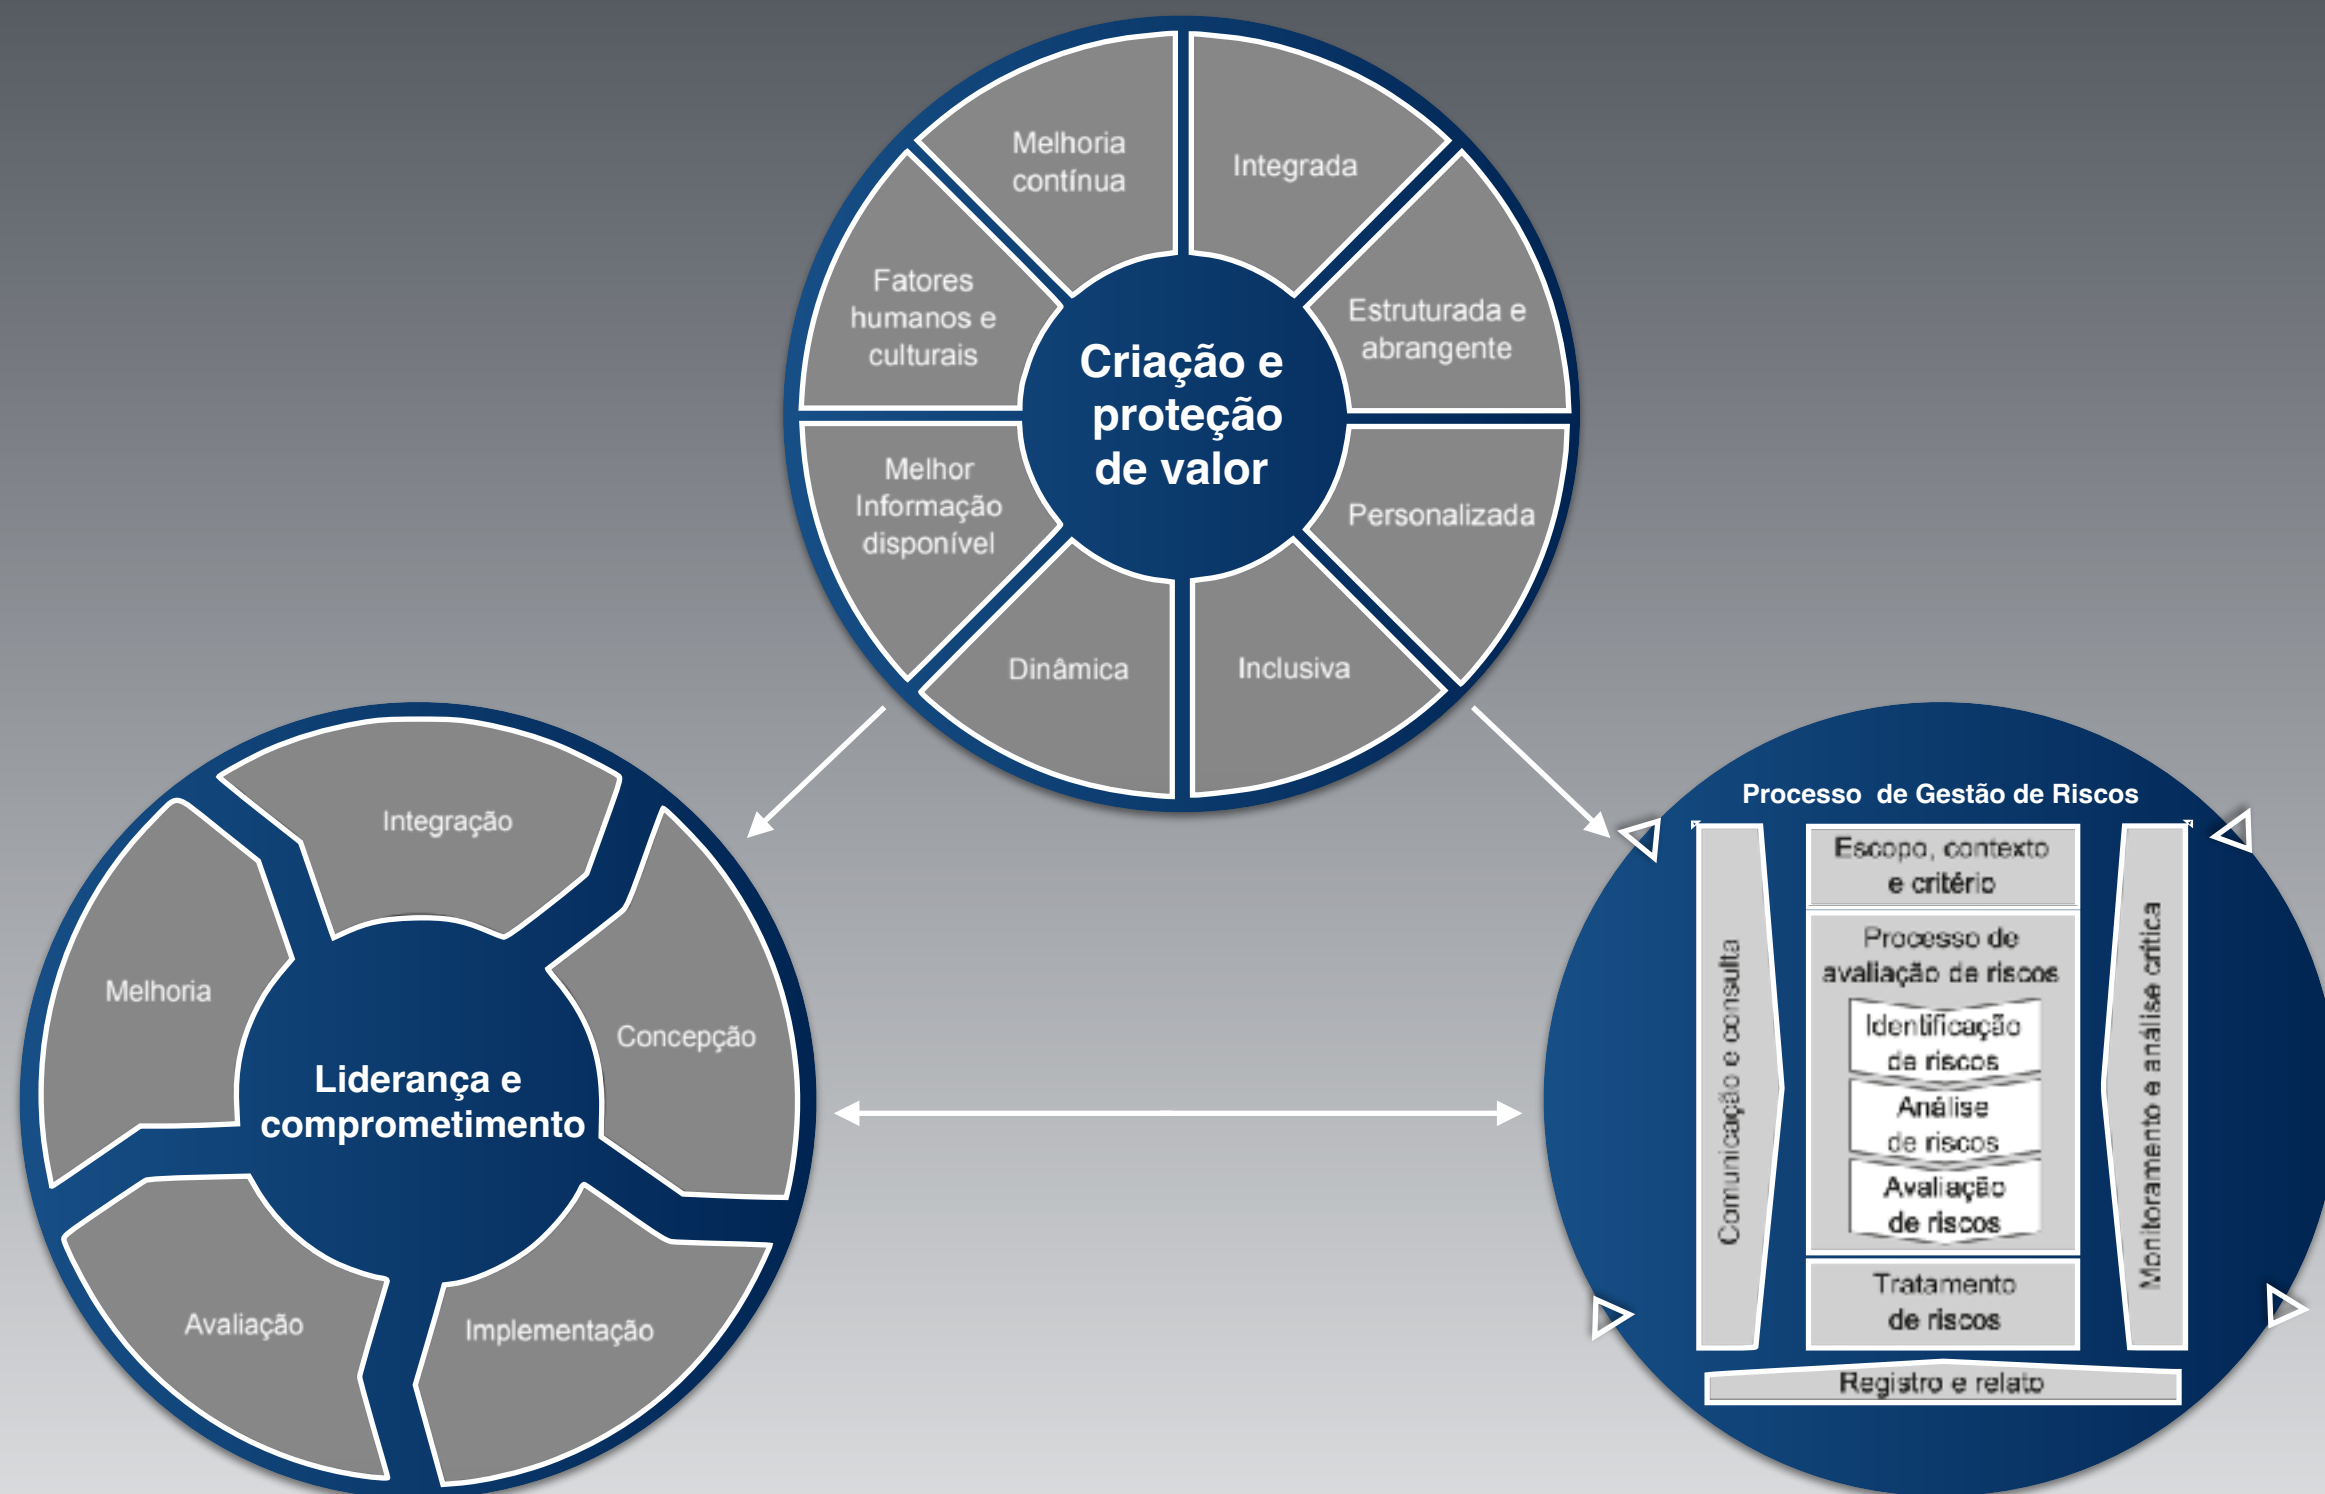 Melhoria
contínua
Integrada
Estruturada e
abrangente
Personalizada
Inclusiva
Dinâmica
Melhor
Informação
disponível
Fatores
humanos e
culturais
Criação e
proteção
de valor
Integração
Concepção
Implementação
Avaliação
Melhoria
Liderança e
comprometimento
Processo de Gestão de Riscos
Comunicação e consulta
Escopo, contexto
e critério
Processo de
avaliação de riscos
Identificação
de riscos
Análise
de riscos
Avaliação
de riscos
Tratamento
de riscos
Monitoramento e análise crítica
Registro e relato